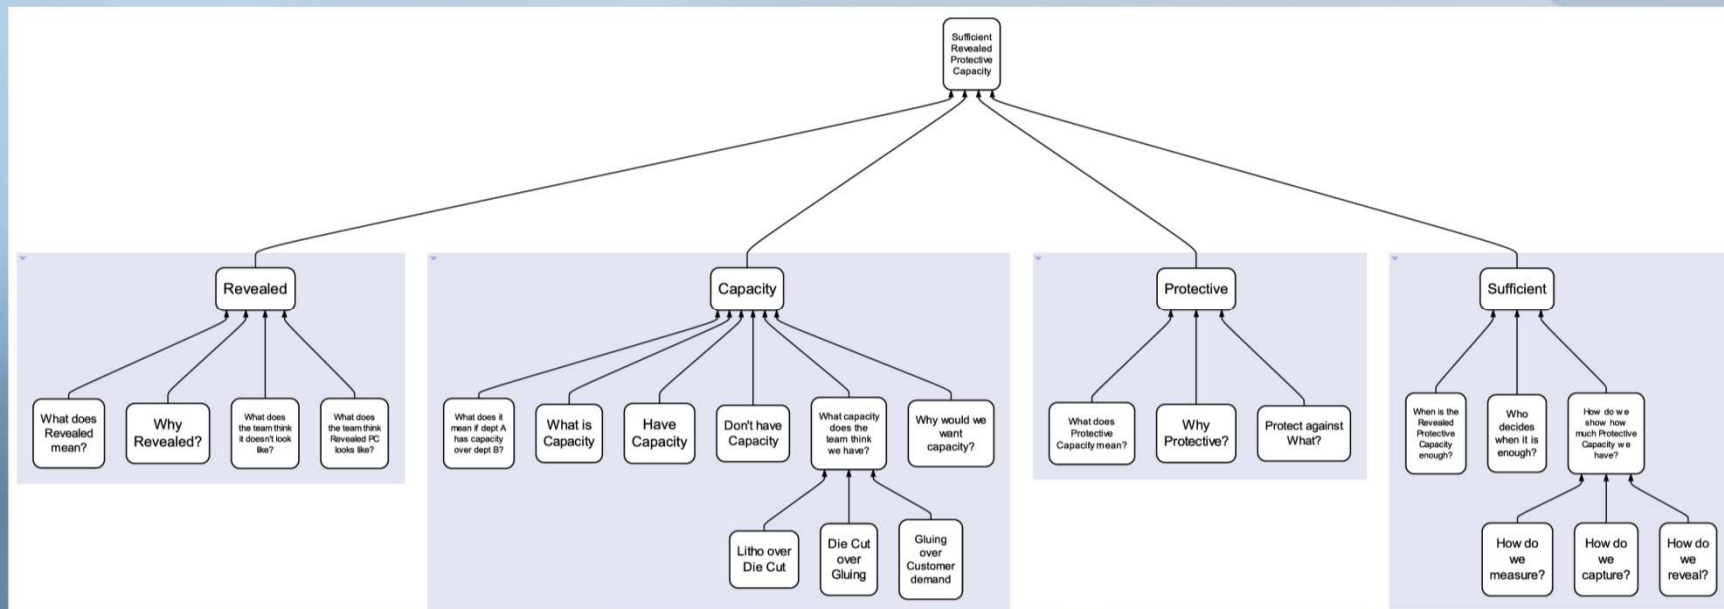 Sufficient
Revealed
Protective
Capacity
Revealed
Capacity
Protective
Sufficient
What does
Revealed
mean?
Why
Revealed?
What does
the team think
it doesn't look
like?
What does
the team think
Revealed PC
looks like?
What does it
mean if dept A
has capacity
over dept B?
What is
Capacity
Have
Capacity
Don't have
Capacity
What capacity
does the
team think
we have?
Why would we
want
capacity?
What does
Protective
Capacity mean?
Why
Protective?
Protect against
What?
When is the
Revealed
Protective
Capacity
enough?
Who
decides
when it is
enough?
How do we
show how
much Protective
Capacity we
have?
Litho over
Die Cut
Die Cut
over
Gluing
Gluing
over
Customer
demand
How do
we
measure?
How do
we
capture?
How do
we
reveal?